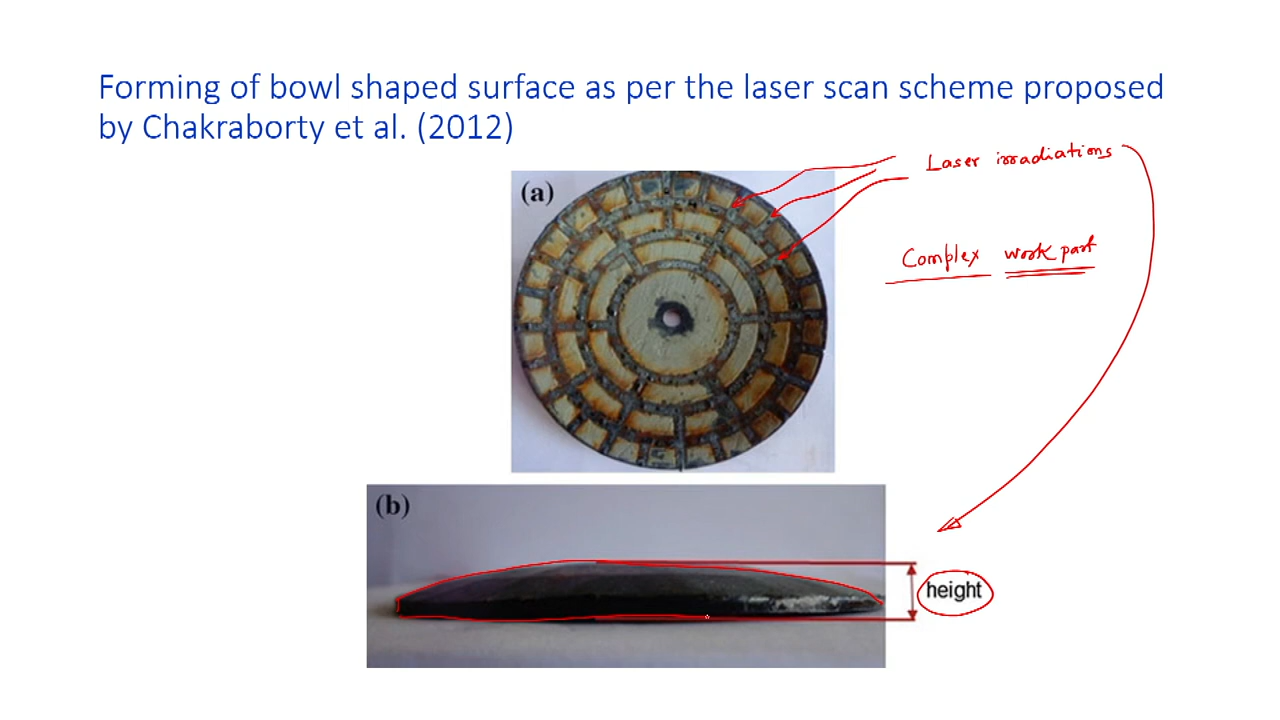 Forming of bowl shaped surface as per the laser scan scheme proposed
by Chakraborty et al. (2012)
(a)
Laser irradiations
Complex work part
(b)
height